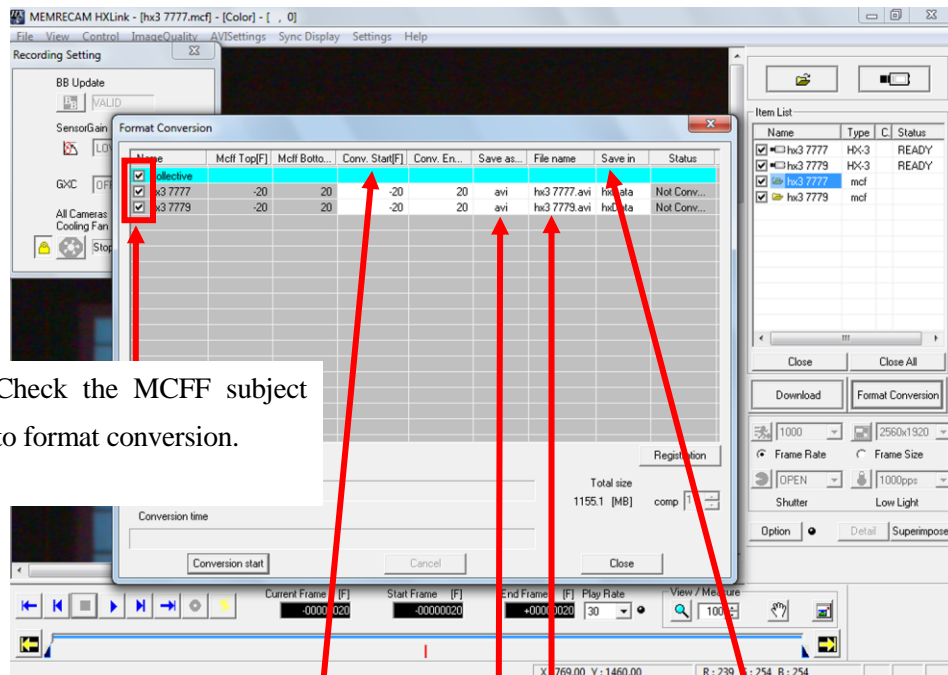 MEMRECAM HXLink - [hx3 7777.mcf] - [Color] - [ , 0]
File View Control ImageQuality AVISettings Sync Display Settings Help
Recording Setting
BB Update
VALID
SensorGain
GXC
All Cameras
Cooling Fan
Format Conversion
Name Mcff Top[F] Mcff Botto... Conv. Start[F] Conv. En... Save as... File name Save in Status
hx3 7777 -20 20 -20 20 avi hx3 7777.avi Not Conv...
hx3 7779 -20 20 -20 20 avi hx3 7779.avi hxData Not Conv...
Check the MCFF subject
to format conversion.
Registration
Total size
1155.1 [MB] comp 1
Conversion time
Conversion start Cancel Close
Item List
Name Type C. Status
hx3 7777 HX-3 READY
hx3 7779 HX-3 READY
hx3 7777 mcf
hx3 7779 mcf
Close Close All
Download Format Conversion
1000 2560x1920
Frame Rate Frame Size
OPEN 1000pps
Shutter Low Light
Option Detail Superimpose
Current Frame [F] Start Frame [F] End Frame [F] Play Rate View / Measure
-00000020 -00000020 +00000020 30 100
X : 769.00 Y : 1460.00 R : 239 G : 254 B : 254